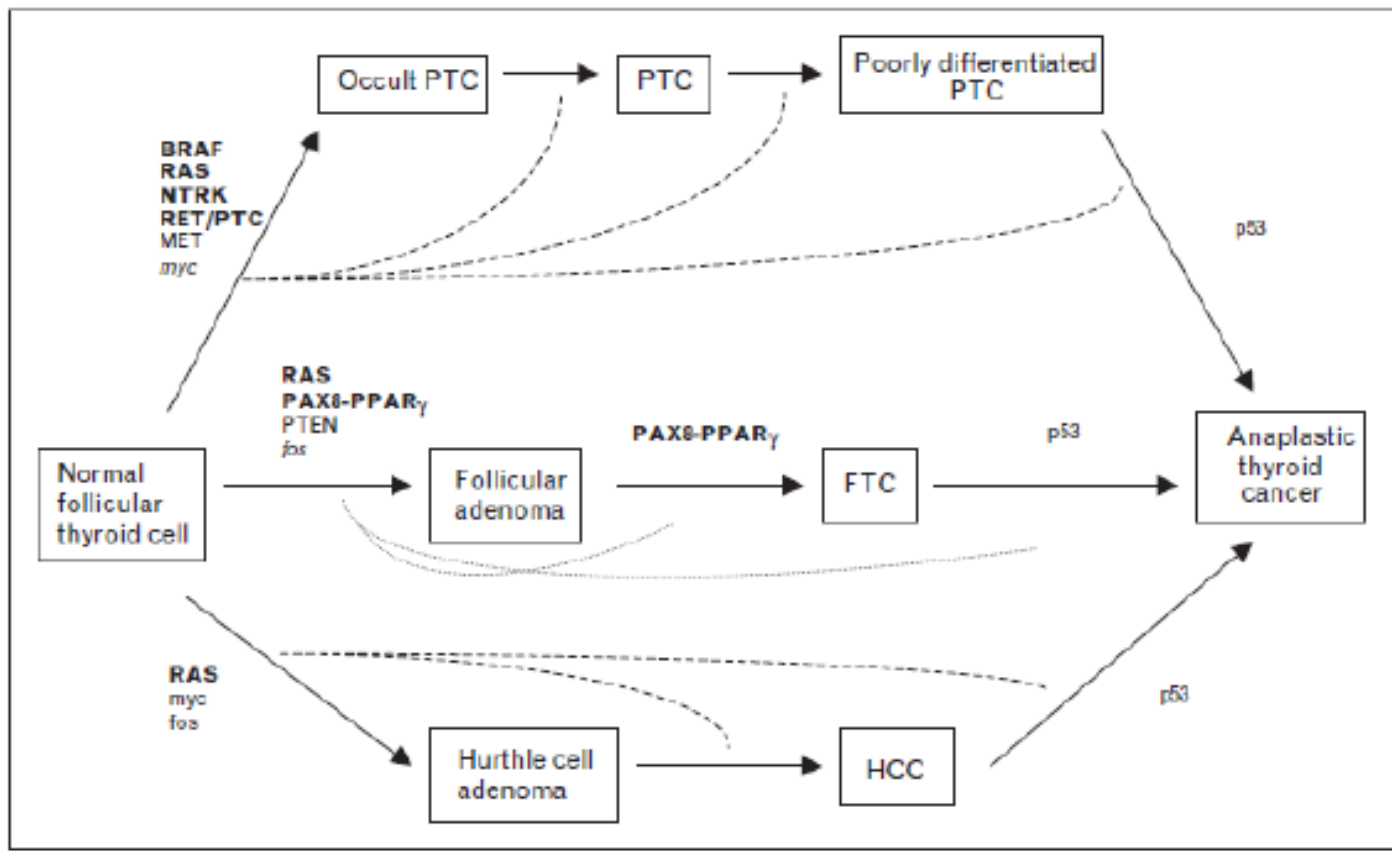 Occult PTC
PTC
Poorly differentiated
PTC
BRAF
RAS
NTRK
RET/PTC
MET
myc
p53
RAS
PAX8-PPARγ
PTEN
fos
PAX8-PPARγ
p53
Normal
follicular
thyroid cell
Follicular
adenoma
FTC
Anaplastic
thyroid
cancer
RAS
myc
fos
p53
Hurthle cell
adenoma
HCC